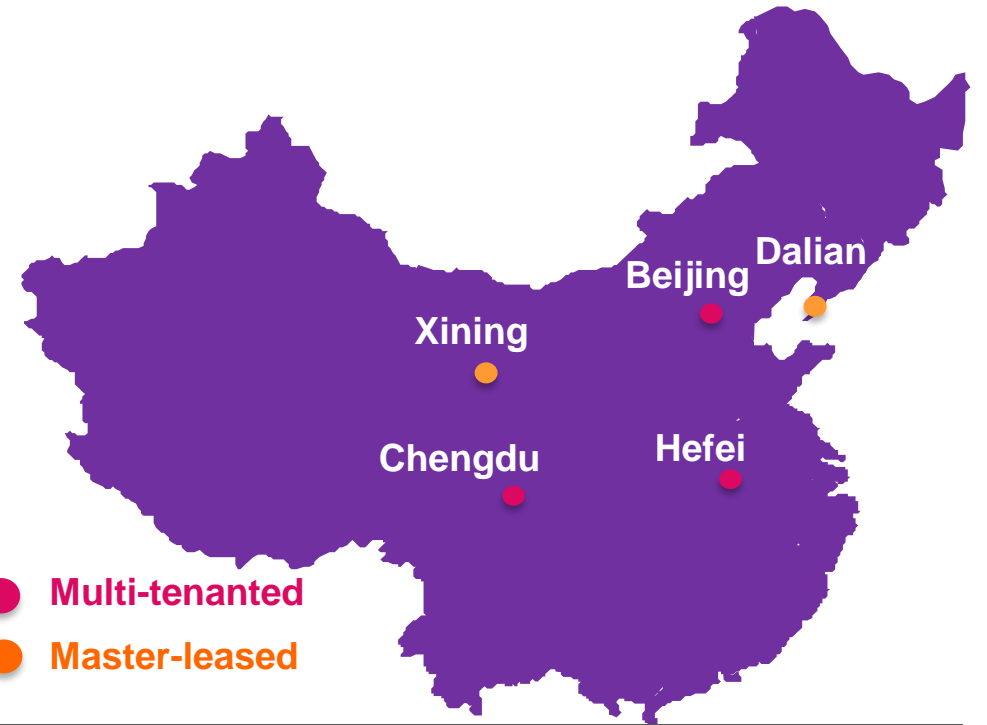 Dalian
Beijing
Xining
Hefei
Chengdu
Multi-tenanted
Master-leased